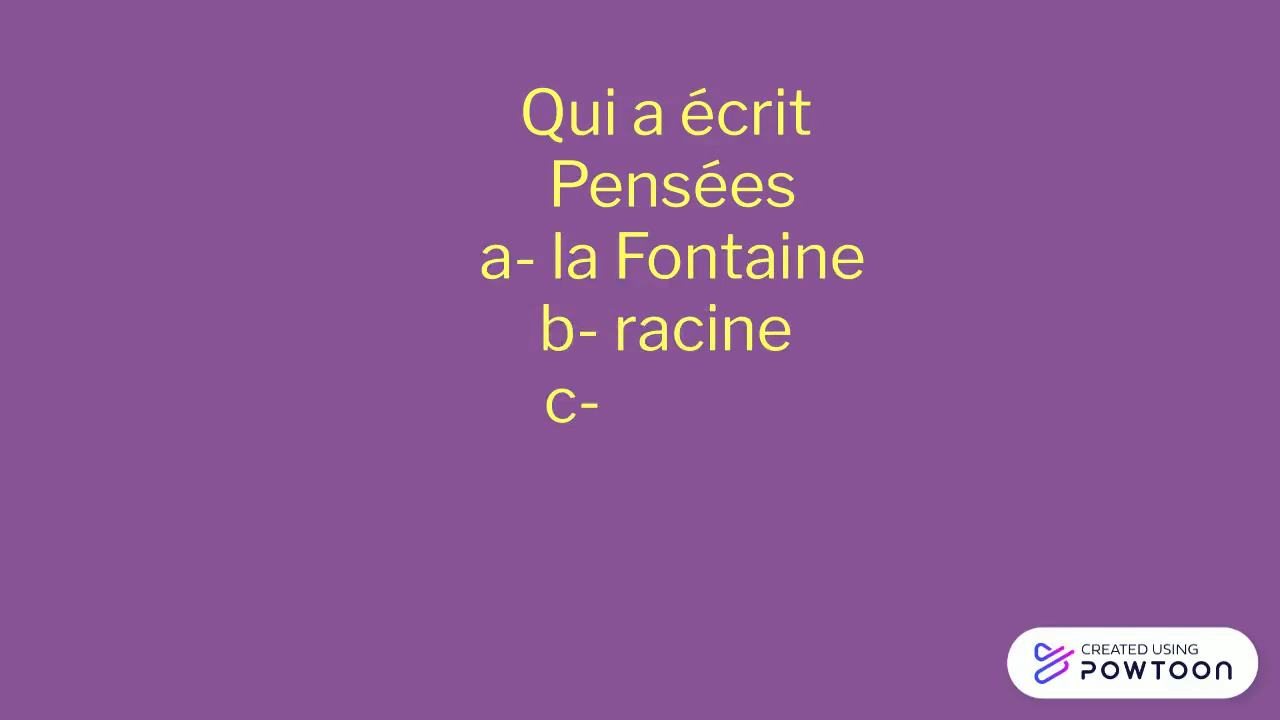 Qui a écrit
Pensées
a- la Fontaine
b- racine
c-
CREATED USING
POWTOON